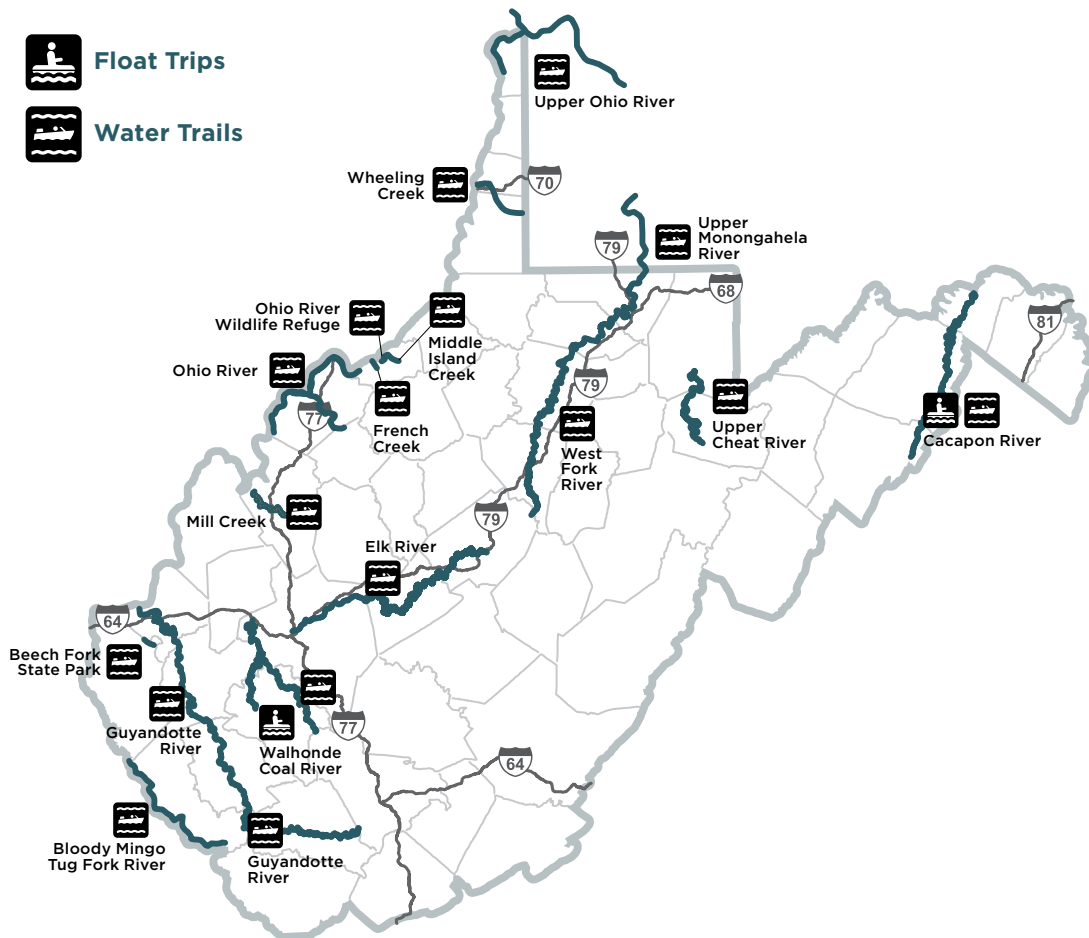 Float Trips
Water Trails
Upper Ohio River
Wheeling
Creek
70
Upper
Monongahela
River
79
68
Ohio River
Wildlife Refuge
Middle
Island
Creek
81
Ohio River
79
77
French
Creek
West
Fork
River
Upper
Cheat River
Cacapon River
Mill Creek
79
Elk River
64
Beech Fork
State Park
Guyandotte
River
Walhonde
Coal River
77
64
Bloody Mingo
Tug Fork River
Guyandotte
River